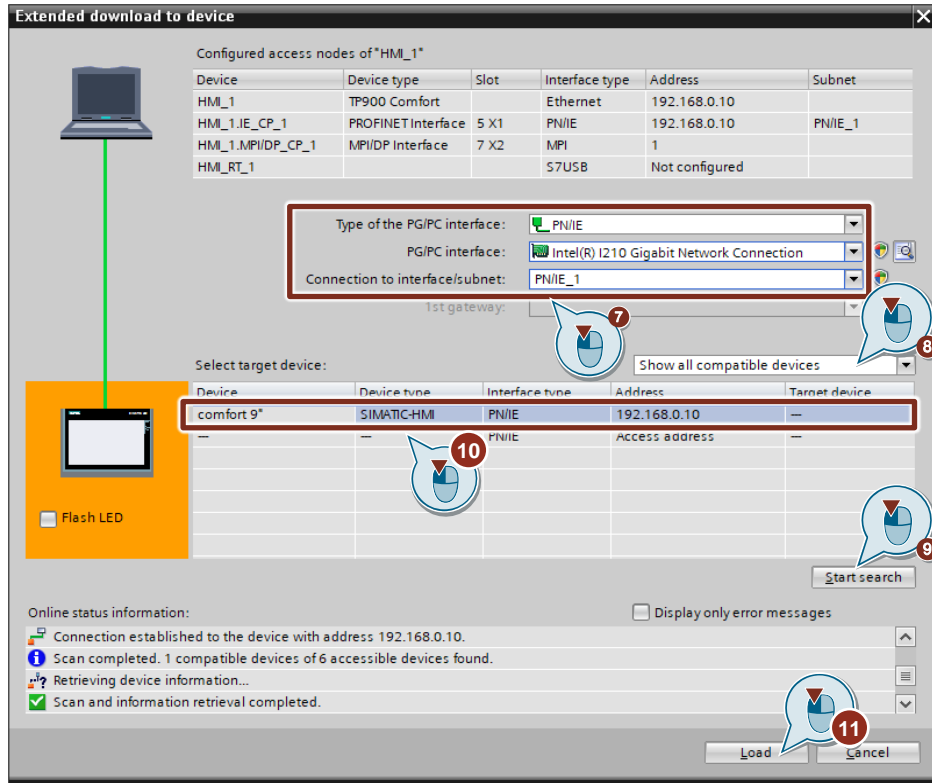 Extended download to device
Configured access nodes of "HMI_1"
Device Device type Slot Interface type Address Subnet
HMI_1 TP900 Comfort Ethernet 192.168.0.10
HMI_1.IE_CP_1 PROFINET Interface 5 X1 PN/IE 192.168.0.10 PN/IE_1
HMI_1.MPI/DP_CP_1 MPI/DP Interface 7 X2 MPI 1
HMI_RT_1 S7USB Not configured
Type of the PG/PC interface: PN/IE
PG/PC interface: Intel(R) I210 Gigabit Network Connection
Connection to interface/subnet: PN/IE_1
1st gateway:
7
8
Select target device: Show all compatible devices
Device Device type Interface type Address Target device
comfort 9" SIMATIC-HMI PN/IE 192.168.0.10 —
— — PN/IE Access address —
10
Flash LED
9
Start search
Online status information: Display only error messages
Connection established to the device with address 192.168.0.10.
Scan completed. 1 compatible devices of 6 accessible devices found.
Retrieving device information...
Scan and information retrieval completed.
11
Load Cancel